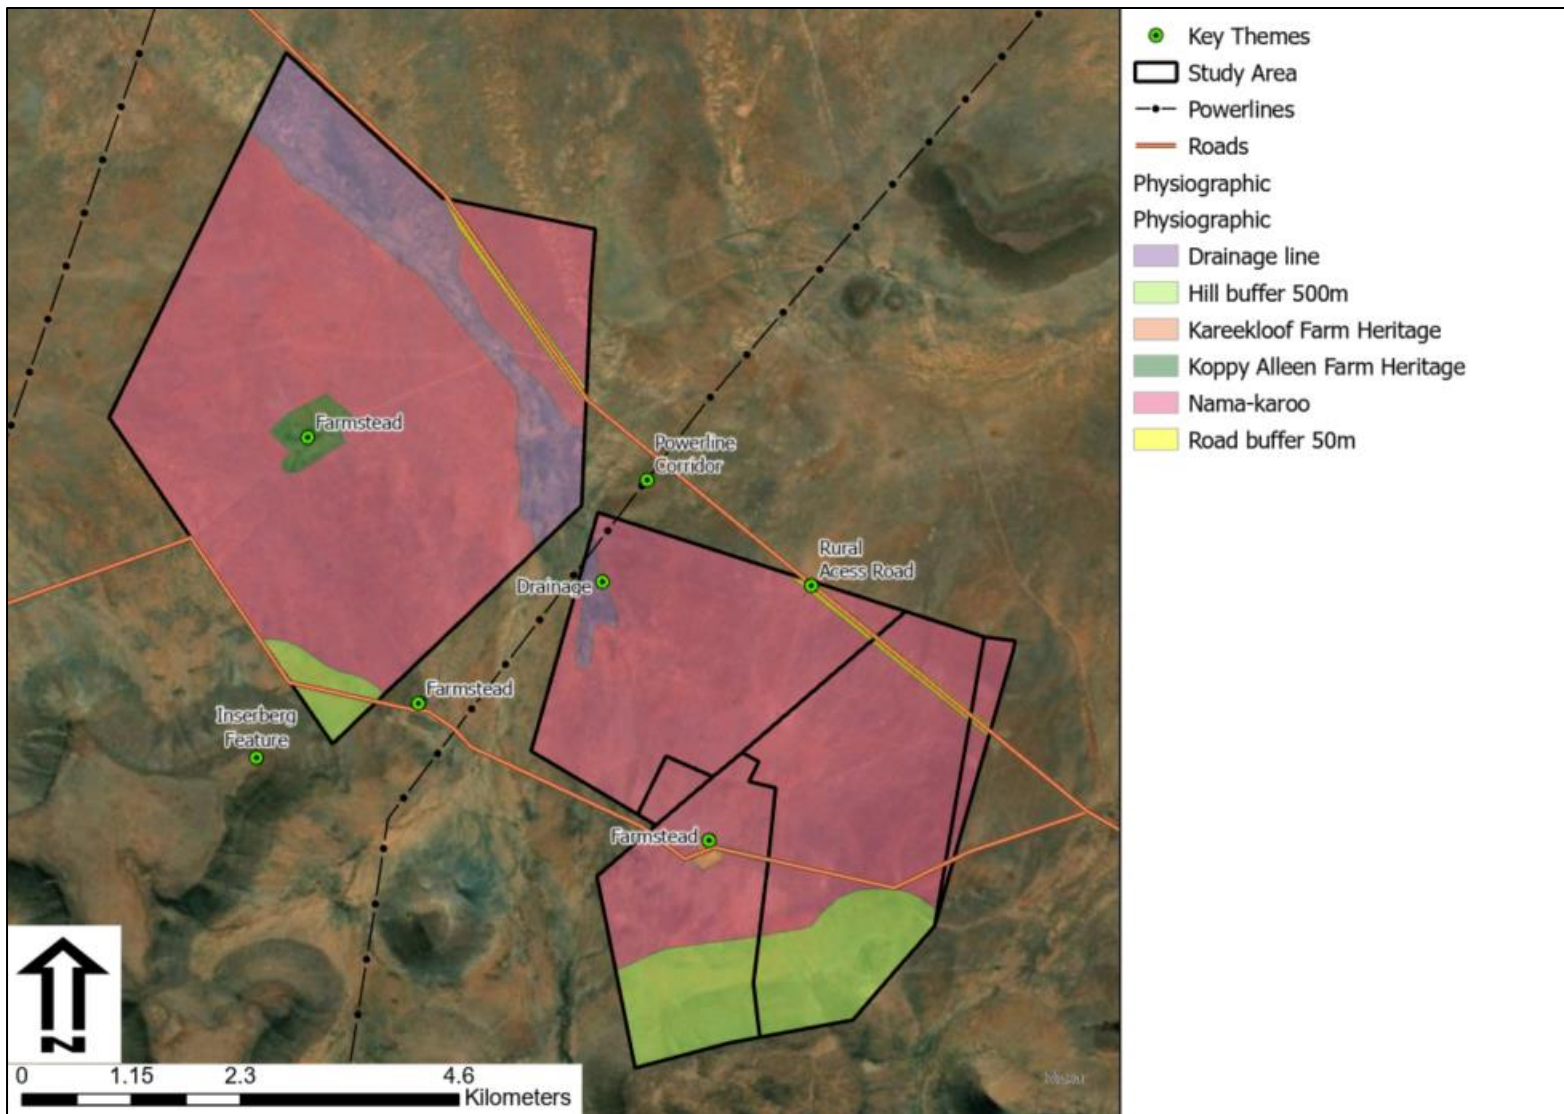 Key Themes
Study Area
Powerlines
Roads
Physiographic
Physiographic
Drainage line
Hill buffer 500m
Kareekloof Farm Heritage
Koppy Alleen Farm Heritage
Nama-karoo
Road buffer 50m
Farmstead
Powerline
Corridor
Rural
Acess Road
Drainage
Farmstead
Inserberg
Feature
Farmstead
N
0 1.15 2.3 4.6
Kilometers